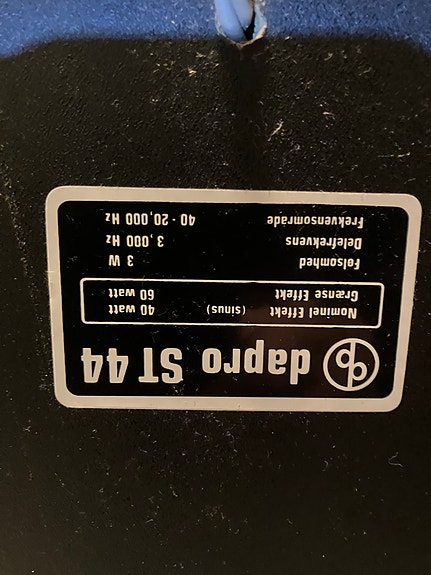 dp dapro ST 44
Nominel Effekt (sinus) 40 watt
Grænse Effekt 60 watt
Følsomhed 3 W
Delefrekvens 3,000 Hz
Frekvensområde 40 - 20,000 Hz